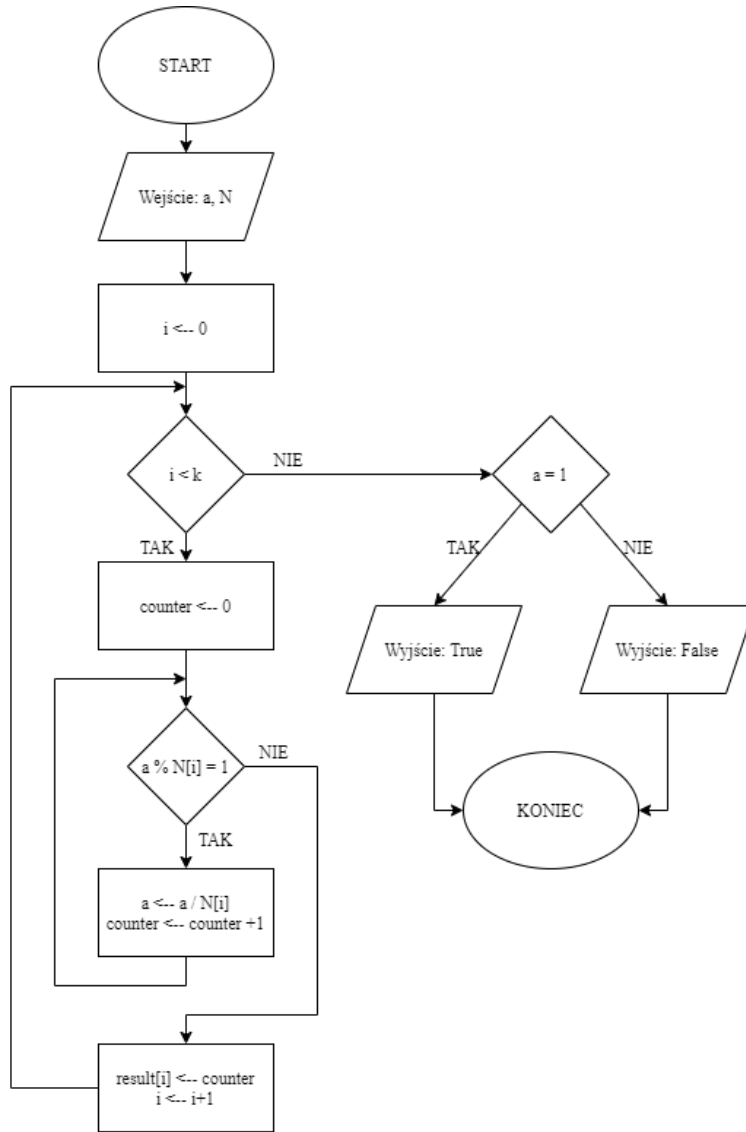 START
Wejście: a, N
i <-- 0
i < k
NIE
a = 1
TAK
TAK
NIE
counter <-- 0
Wyjście: True
Wyjście: False
a % N[i] = 1
NIE
TAK
KONIEC
a <-- a / N[i]
counter <-- counter +1
result[i] <-- counter
i <-- i+1